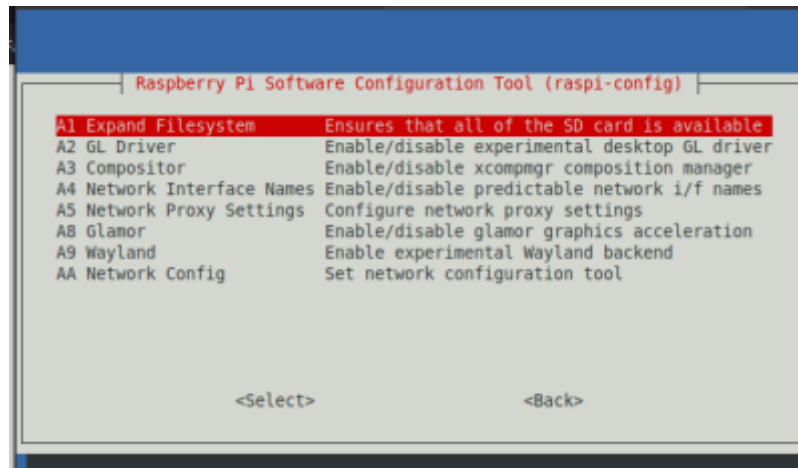 Raspberry Pi Software Configuration Tool (raspi-config)
A1 Expand Filesystem Ensures that all of the SD card is available
A2 GL Driver Enable/disable experimental desktop GL driver
A3 Compositor Enable/disable xcompmgr composition manager
A4 Network Interface Names Enable/disable predictable network i/f names
A5 Network Proxy Settings Configure network proxy settings
A8 Glamor Enable/disable glamor graphics acceleration
A9 Wayland Enable experimental Wayland backend
AA Network Config Set network configuration tool
<Select> <Back>